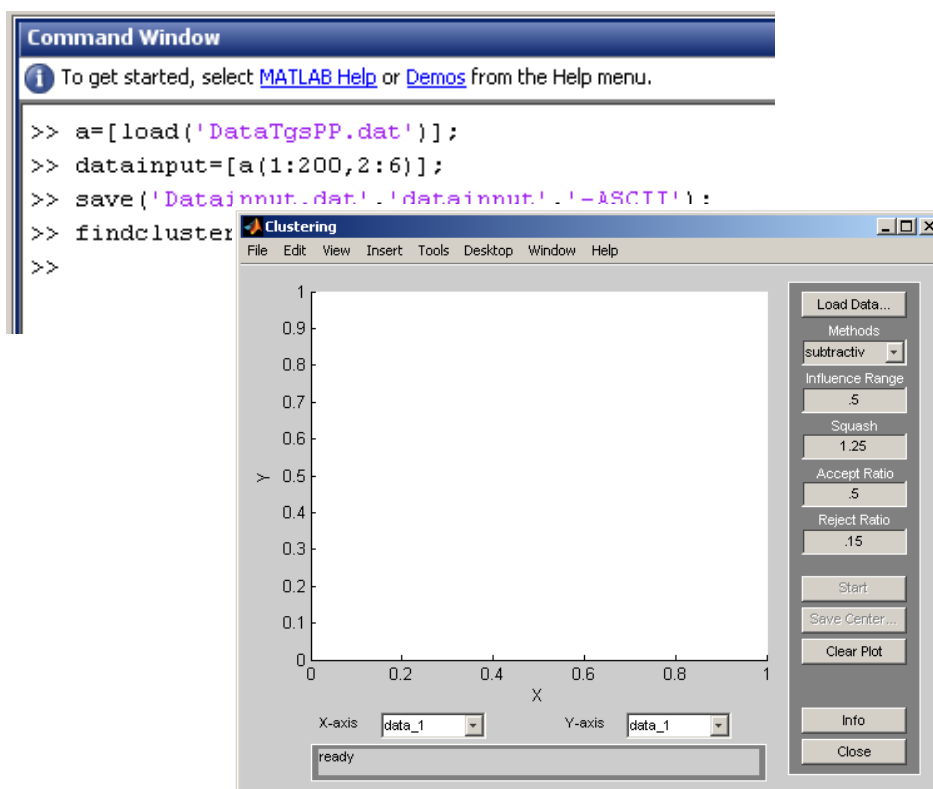 Command Window
To get started, select MATLAB Help or Demos from the Help menu.
>> a=[load('DataTgsPP.dat')];
>> datainput=[a(1:200,2:6)];
>> save('Datainput.dat','datainput','-ASCII');
>> findcluster
>>
Clustering
File Edit View Insert Tools Desktop Window Help
1
0.9
0.8
0.7
0.6
0.5
0.4
0.3
0.2
0.1
0
Y
0 0.2 0.4 0.6 0.8 1
X
X-axis data_1 Y-axis data_1
ready
Load Data...
Methods
subtractiv
Influence Range
.5
Squash
1.25
Accept Ratio
.5
Reject Ratio
.15
Start
Save Center...
Clear Plot
Info
Close